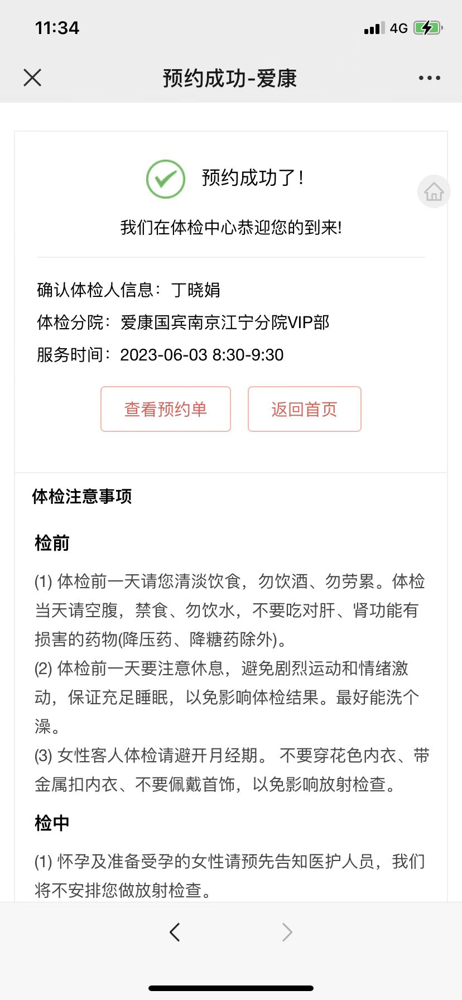 11:34
4G
预约成功-爱康
预约成功了!
我们在体检中心恭迎您的到来!
确认体检人信息：丁晓娟
体检分院：爱康国宾南京江宁分院VIP部
服务时间：2023-06-03 8:30-9:30
查看预约单
返回首页
体检注意事项
检前
(1) 体检前一天请您清淡饮食，勿饮酒、勿劳累。体检
当天请空腹，禁食、勿饮水，不要吃对肝、肾功能有
损害的药物(降压药、降糖药除外)。
(2) 体检前一天要注意休息，避免剧烈运动和情绪激
动，保证充足睡眠，以免影响体检结果。最好能洗个
澡。
(3) 女性客人体检请避开月经期。 不要穿花色内衣、带
金属扣内衣、不要佩戴首饰，以免影响放射检查。
检中
(1) 怀孕及准备受孕的女性请预先告知医护人员，我们
将不安排您做放射检查。